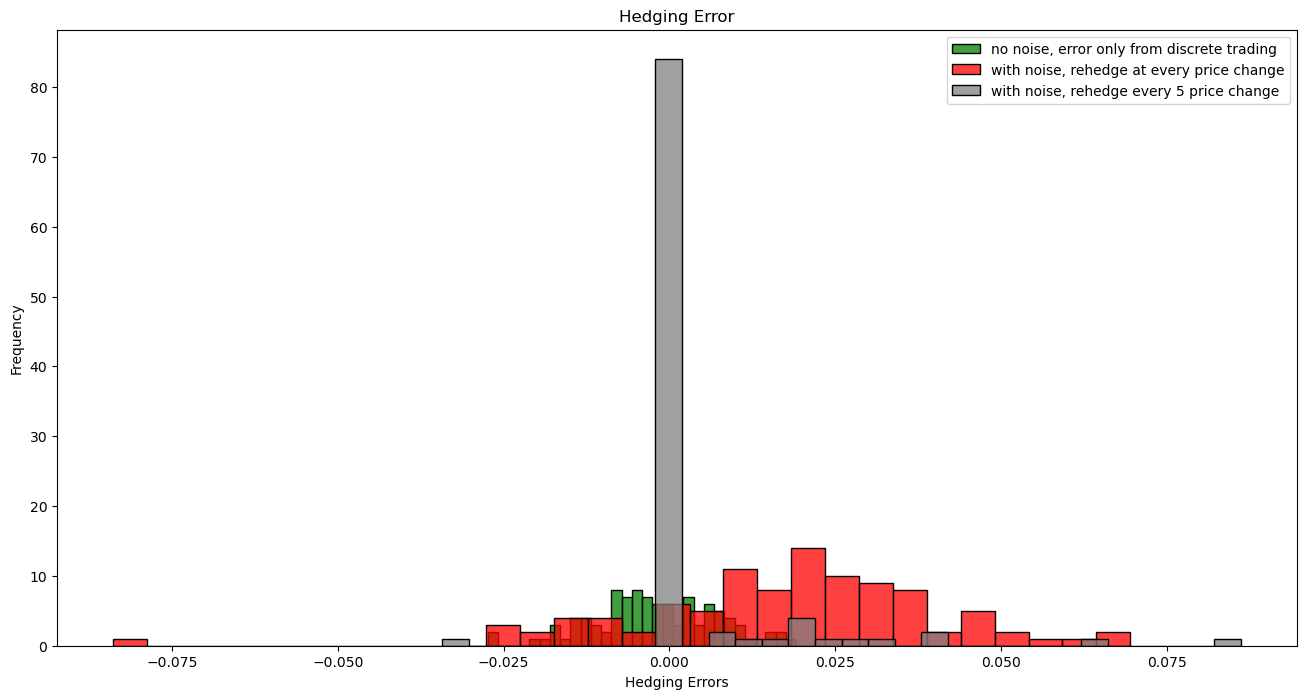 Hedging Error
no noise, error only from discrete trading
with noise, rehedge at every price change
with noise, rehedge every 5 price change
Frequency
80
70
60
50
40
30
20
10
0
−0.075
−0.050
−0.025
0.000
0.025
0.050
0.075
Hedging Errors